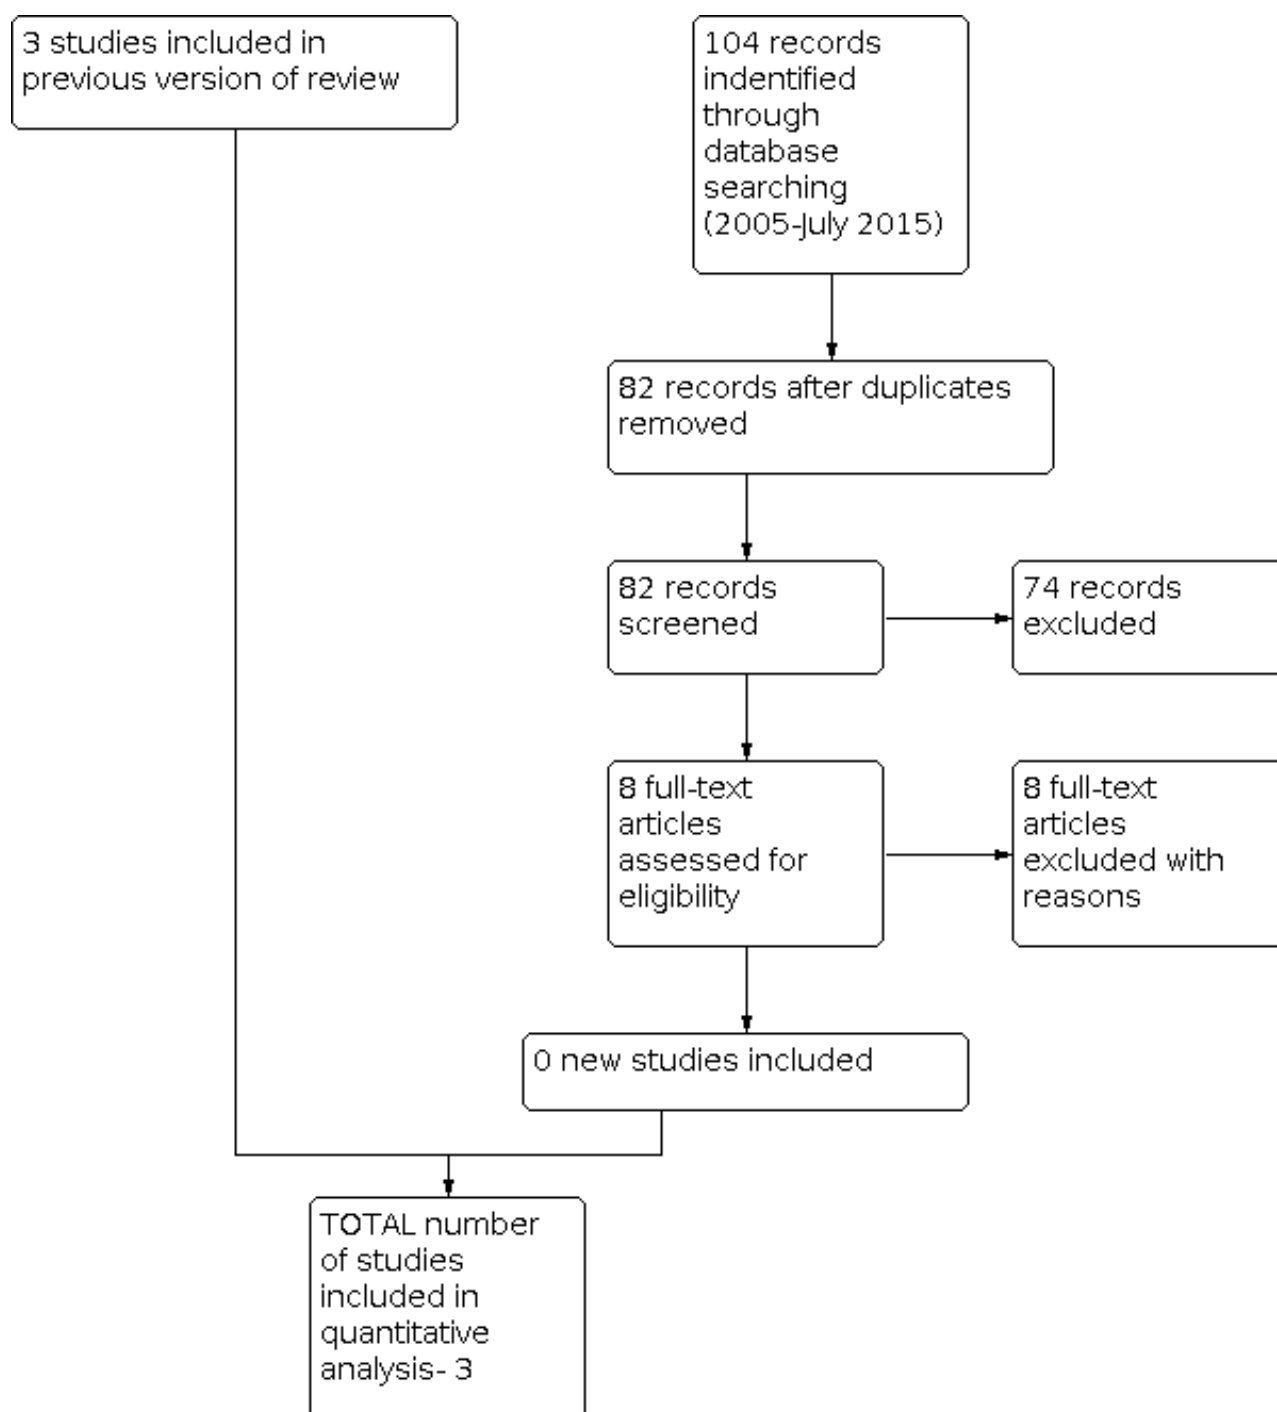 3 studies included in
previous version of review
104 records
indentified
through
database
searching
(2005-July 2015)
82 records after duplicates
removed
82 records
screened
74 records
excluded
8 full-text
articles
assessed for
eligibility
8 full-text
articles
excluded with
reasons
0 new studies included
TOTAL number
of studies
included in
quantitative
analysis- 3